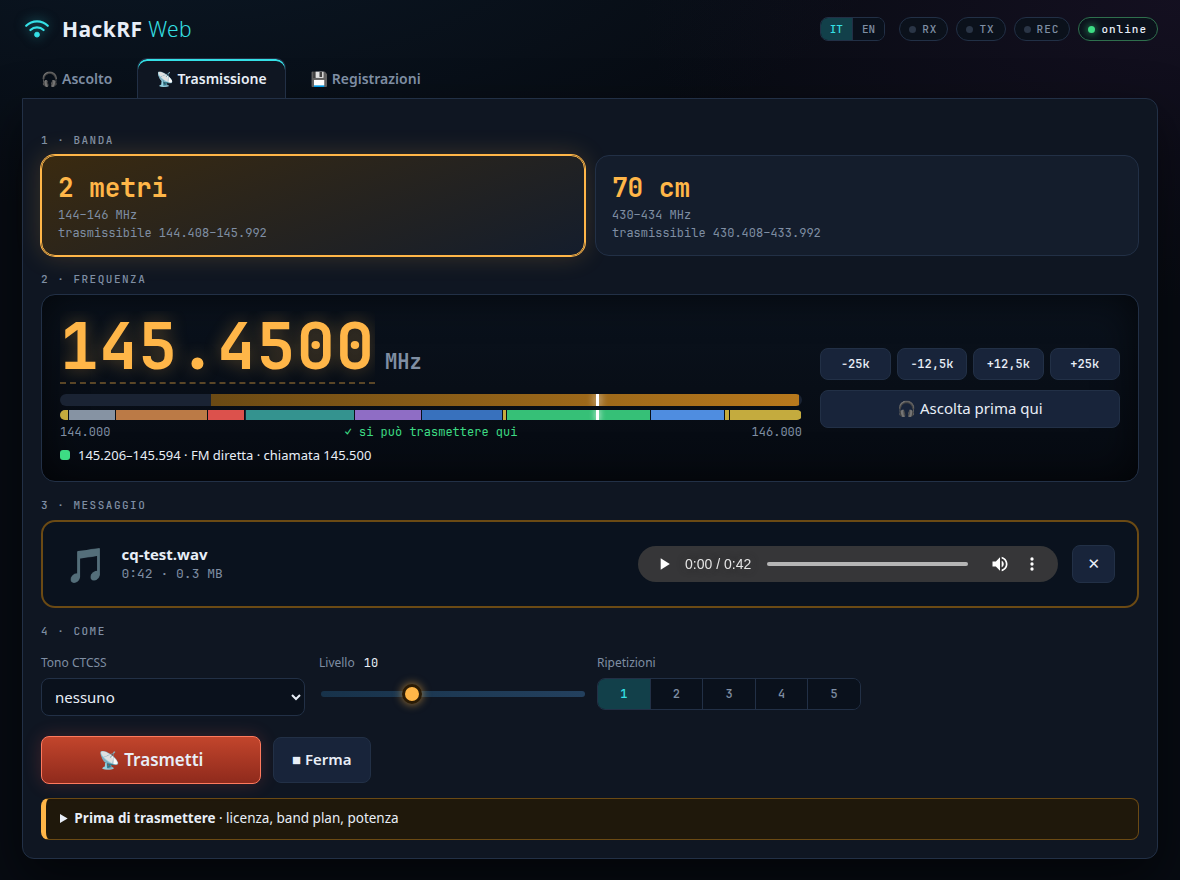 HackRF Web
IT EN RX TX REC online
Ascolto Trasmissione Registrazioni
1 · BANDA
2 metri
144–146 MHz
trasmissibile 144.408–145.992
70 cm
430–434 MHz
trasmissibile 430.408–433.992
2 · FREQUENZA
145.4500 MHz
-25k -12,5k +12,5k +25k
Ascolta prima qui
144.000 ✓ si può trasmettere qui 146.000
145.206–145.594 · FM diretta · chiamata 145.500
3 · MESSAGGIO
cq-test.wav
0:42 · 0.3 MB
0:00 / 0:42
✕
4 · COME
Tono CTCSS
nessuno
Livello 10
Ripetizioni
1 2 3 4 5
Trasmetti
■ Ferma
▶ Prima di trasmettere · licenza, band plan, potenza